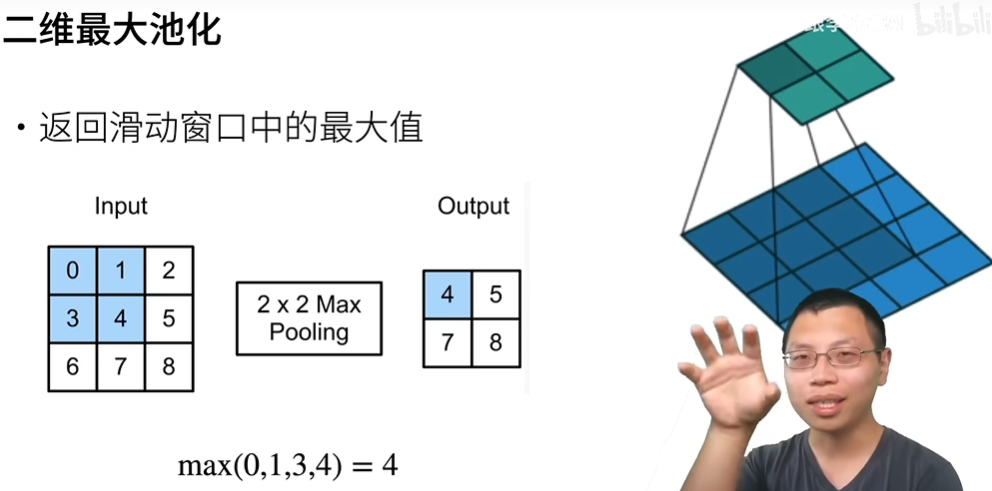 二维最大池化
bilibili
• 返回滑动窗口中的最大值
Input
Output
0 1 2
3 4 5
6 7 8
2 x 2 Max
Pooling
4 5
7 8
max(0,1,3,4) = 4